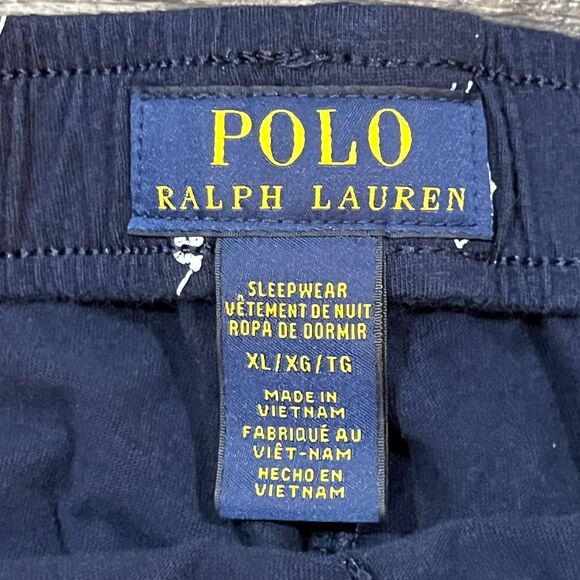 POLO
RALPH LAUREN
SLEEPWEAR
VÊTEMENT DE NUIT
ROPA DE DORMIR
XL/XG/TG
MADE IN
VIETNAM
FABRIQUÉ AU
VIÊT-NAM
HECHO EN
VIETNAM